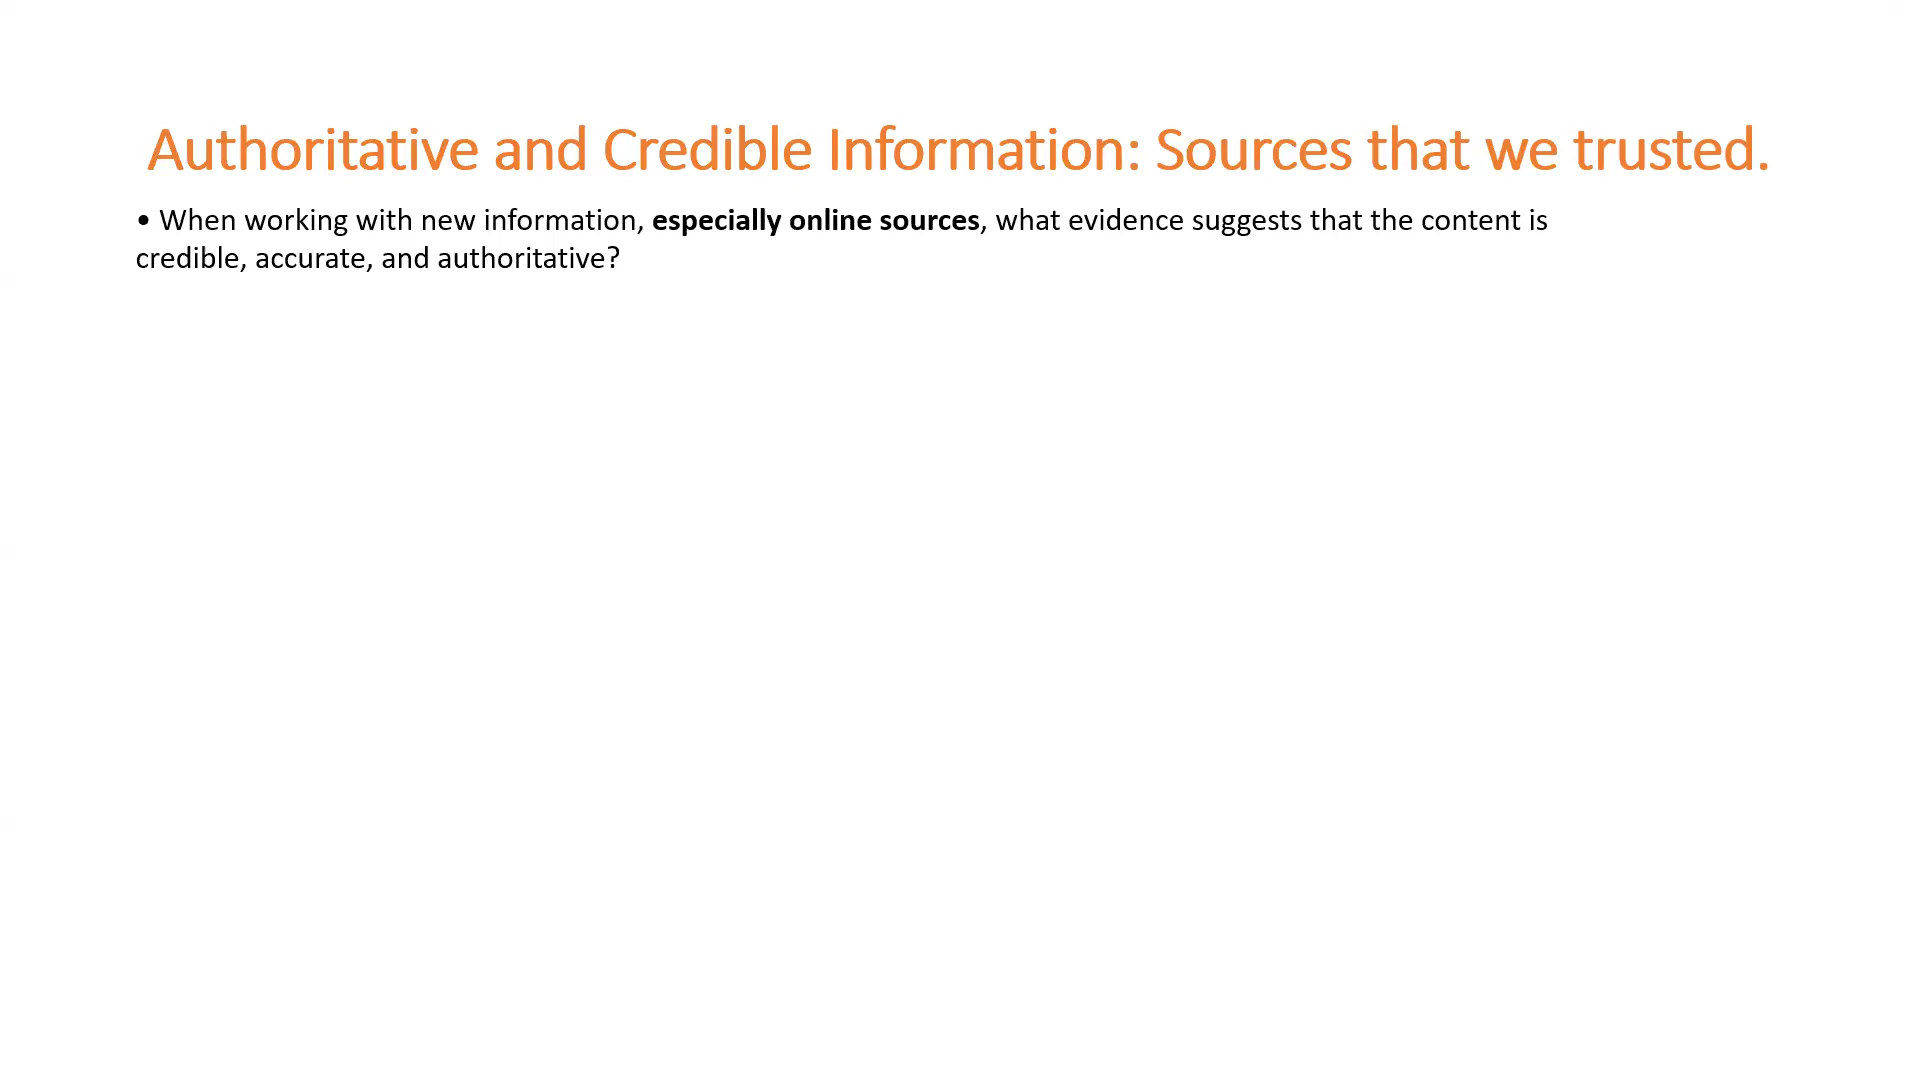 Authoritative and Credible Information: Sources that we trusted.
• When working with new information, especially online sources, what evidence suggests that the content is
credible, accurate, and authoritative?